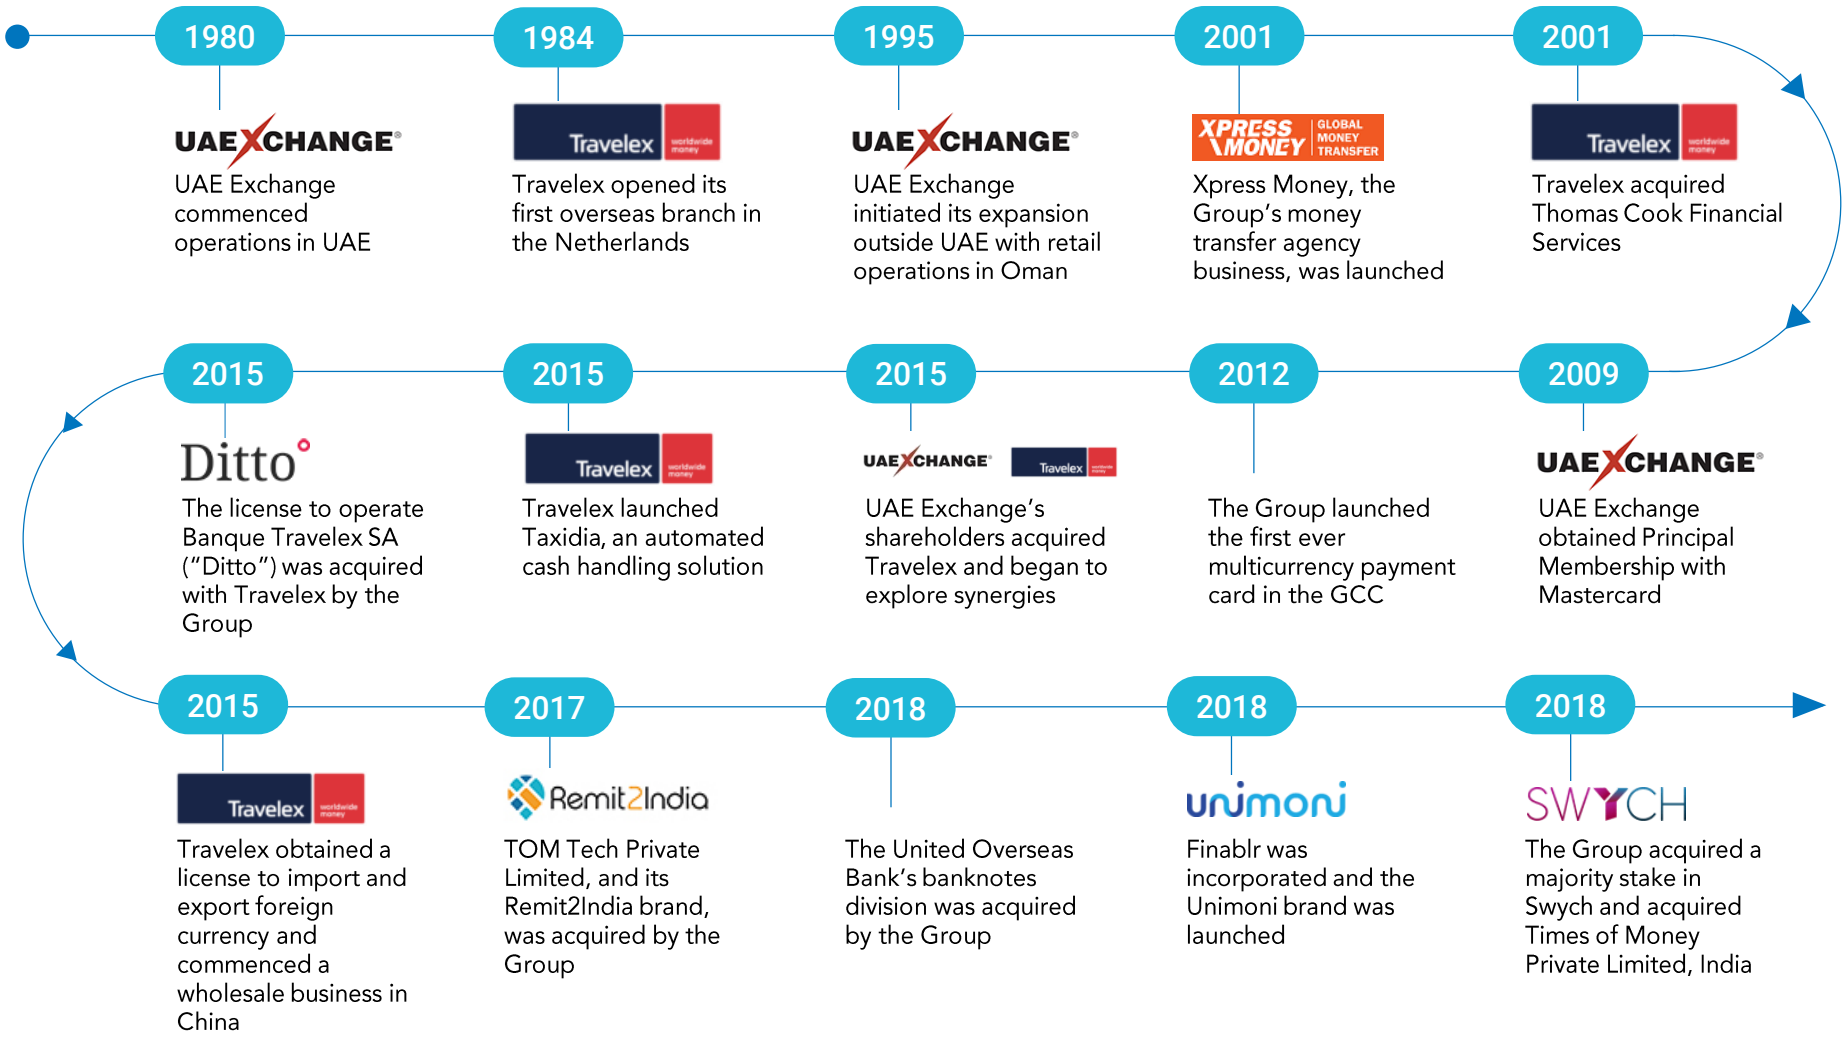 1980
UAEXCHANGE®
UAE Exchange
commenced
operations in UAE
1984
Travelex worldwide
money
Travelex opened its
first overseas branch in
the Netherlands
1995
UAEXCHANGE®
UAE Exchange
initiated its expansion
outside UAE with retail
operations in Oman
2001
XPRESS
MONEY
GLOBAL
MONEY
TRANSFER
Xpress Money, the
Group’s money
transfer agency
business, was launched
2001
Travelex worldwide
money
Travelex acquired
Thomas Cook Financial
Services
2009
UAEXCHANGE®
UAE Exchange
obtained Principal
Membership with
Mastercard
2012
The Group launched
the first ever
multicurrency payment
card in the GCC
2015
UAEXCHANGE® Travelex worldwide
money
UAE Exchange’s
shareholders acquired
Travelex and began to
explore synergies
2015
Travelex worldwide
money
Travelex launched
Taxidia, an automated
cash handling solution
2015
Ditto
The license to operate
Banque Travelex SA
(“Ditto”) was acquired
with Travelex by the
Group
2015
Travelex worldwide
money
Travelex obtained a
license to import and
export foreign
currency and
commenced a
wholesale business in
China
2017
Remit2India
TOM Tech Private
Limited, and its
Remit2India brand,
was acquired by the
Group
2018
The United Overseas
Bank’s banknotes
division was acquired
by the Group
2018
unimoni
Finablr was
incorporated and the
Unimoni brand was
launched
2018
SWYCH
The Group acquired a
majority stake in
Swych and acquired
Times of Money
Private Limited, India